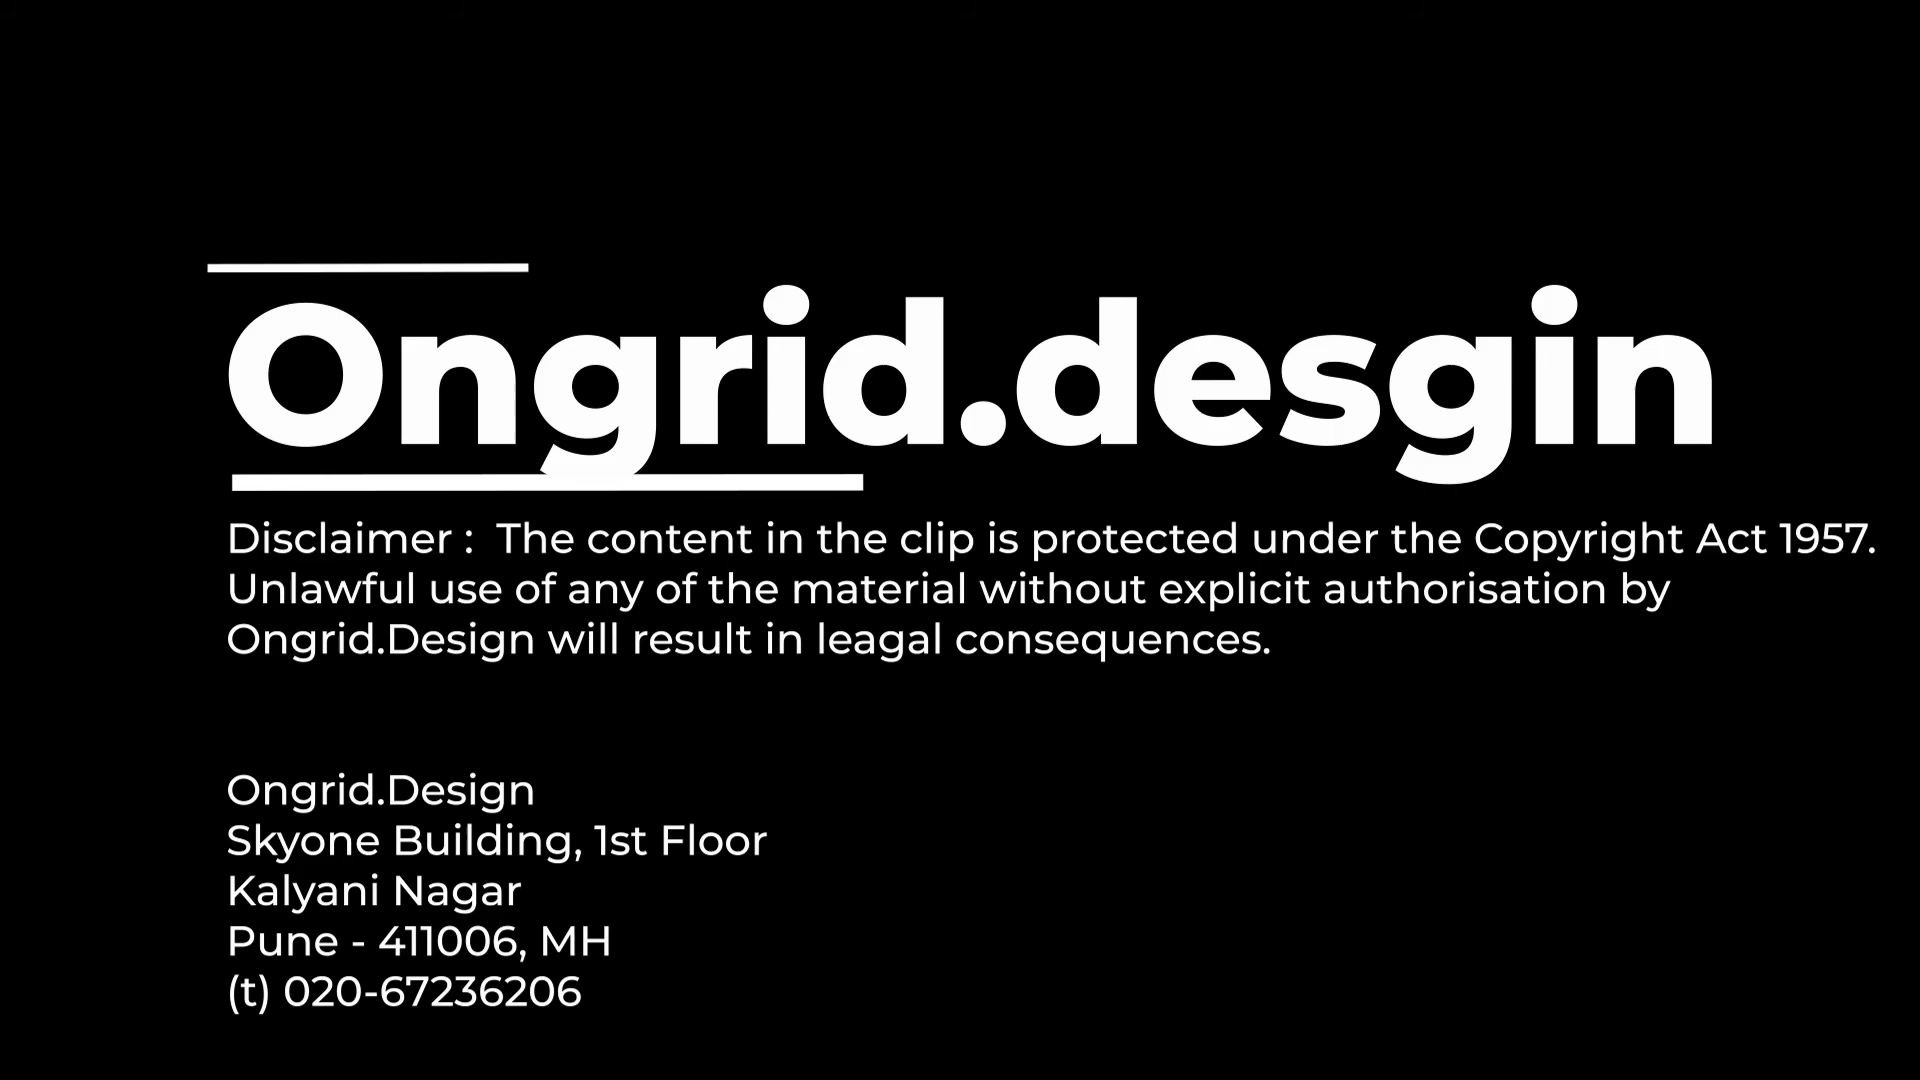 Ongrid.desgin
Disclaimer :  The content in the clip is protected under the Copyright Act 1957.
Unlawful use of any of the material without explicit authorisation by
Ongrid.Design will result in leagal consequences.
Ongrid.Design
Skyone Building, 1st Floor
Kalyani Nagar
Pune - 411006, MH
(t) 020-67236206